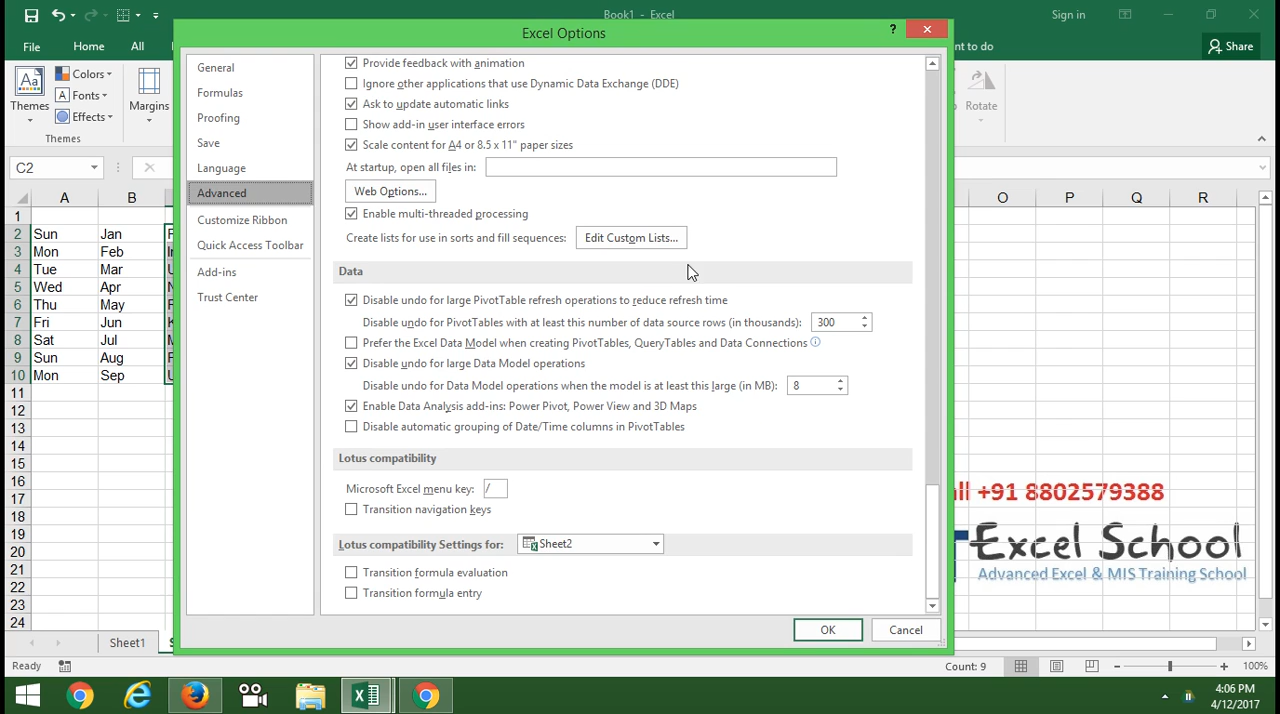 Book1 - Excel
Sign in
Excel Options
?
File
Home
All
nt to do
Share
Themes
Colors
Fonts
Effects
Margins
Rotate
Themes
C2
General
Formulas
Proofing
Save
Language
Advanced
Customize Ribbon
Quick Access Toolbar
Add-ins
Trust Center
Provide feedback with animation
Ignore other applications that use Dynamic Data Exchange (DDE)
Ask to update automatic links
Show add-in user interface errors
Scale content for A4 or 8.5 x 11" paper sizes
At startup, open all files in:
Web Options...
Enable multi-threaded processing
Create lists for use in sorts and fill sequences: Edit Custom Lists...
Data
Disable undo for large PivotTable refresh operations to reduce refresh time
Disable undo for PivotTables with at least this number of data source rows (in thousands): 300
Prefer the Excel Data Model when creating PivotTables, QueryTables and Data Connections
Disable undo for large Data Model operations
Disable undo for Data Model operations when the model is at least this large (in MB): 8
Enable Data Analysis add-ins: Power Pivot, Power View and 3D Maps
Disable automatic grouping of Date/Time columns in PivotTables
Lotus compatibility
Microsoft Excel menu key: /
Transition navigation keys
Lotus compatibility Settings for: Sheet2
Transition formula evaluation
Transition formula entry
OK Cancel
A B O P Q R
1
2 Sun Jan
3 Mon Feb
4 Tue Mar
5 Wed Apr
6 Thu May
7 Fri Jun
8 Sat Jul
9 Sun Aug
10 Mon Sep
11
12
13
14
15
16
17
18
19
20
21
22
23
24
+91 8802579388
Excel School
Advanced Excel & MIS Training School
Sheet1
Ready
Count: 9
100%
4:06 PM
4/12/2017